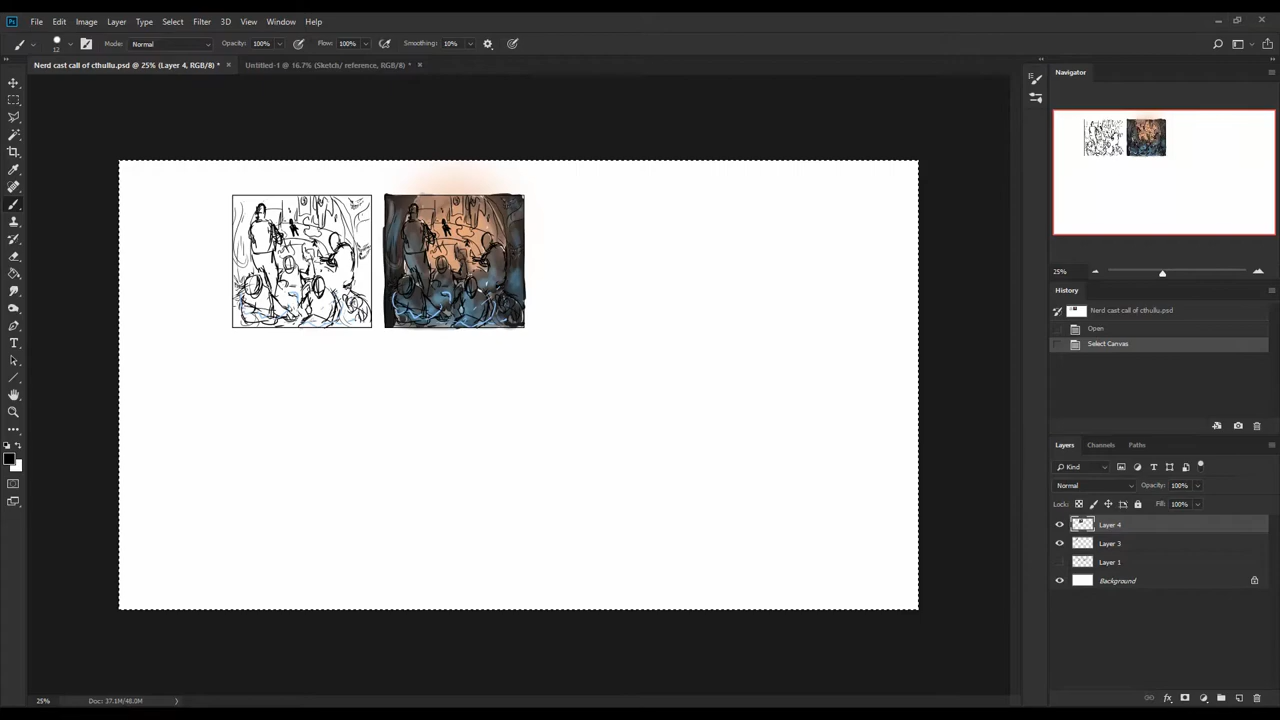 Ps File Edit Image Layer Type Select Filter 3D View Window Help
12 Mode: Normal Opacity: 100% Flow: 100% Smoothing: 10%
Nerd cast call of cthullu.psd @ 25% (Layer 4, RGB/8) * × Untitled-1 @ 16.7% (Sketch/ reference, RGB/8) * ×
Navigator
25%
History
Nerd cast call of cthullu.psd
Open
Select Canvas
Layers Channels Paths
Kind
Normal Opacity: 100%
Lock: Fill: 100%
Layer 4
Layer 3
Layer 1
Background
25% Doc: 37.1M/48.0M